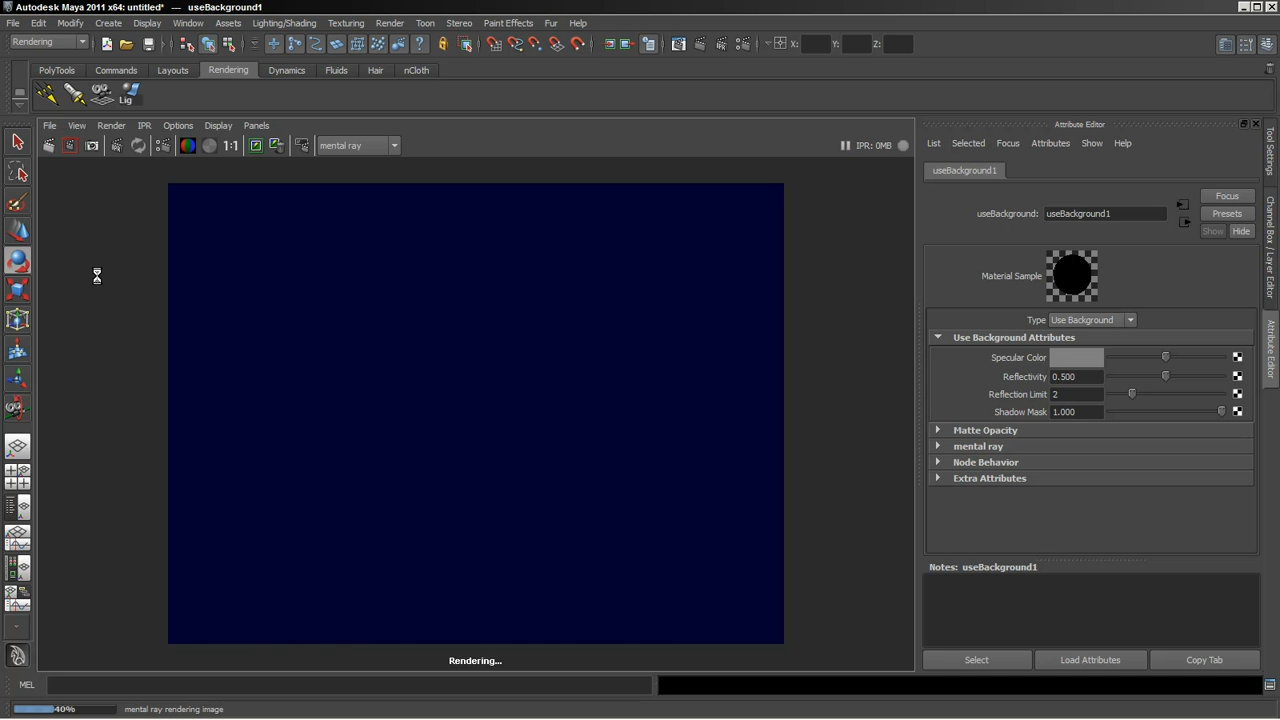 Autodesk Maya 2011 x64: untitled* --- useBackground1
File Edit Modify Create Display Window Assets Lighting/Shading Texturing Render Toon Stereo Paint Effects Fur Help
Rendering X: Y: Z:
PolyTools Commands Layouts Rendering Dynamics Fluids Hair nCloth
Lig
File View Render IPR Options Display Panels
1:1 mental ray IPR: 0MB
Rendering...
Attribute Editor
List Selected Focus Attributes Show Help
useBackground1
Focus
useBackground: useBackground1
Presets
Show Hide
Material Sample
Type Use Background
Use Background Attributes
Specular Color
Reflectivity 0.500
Reflection Limit 2
Shadow Mask 1.000
Matte Opacity
mental ray
Node Behavior
Extra Attributes
Notes: useBackground1
Select Load Attributes Copy Tab
Tool Settings
Channel Box / Layer Editor
Attribute Editor
MEL
40% mental ray rendering image